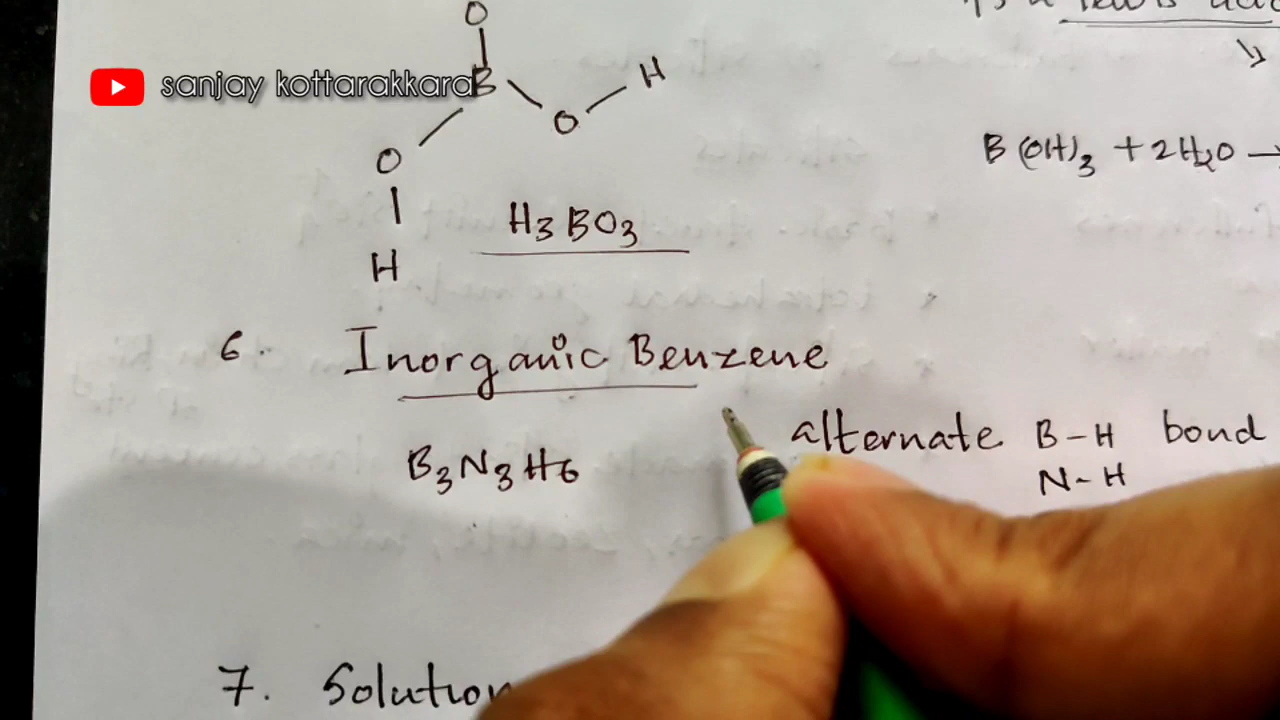 O
sanjay kottarakkara
B
H
O
O
B(OH)3 + 2H2O →
H3BO3
H
6. Inorganic Benzene
alternate B-H bond
N-H
B3N3H6
7. Solution